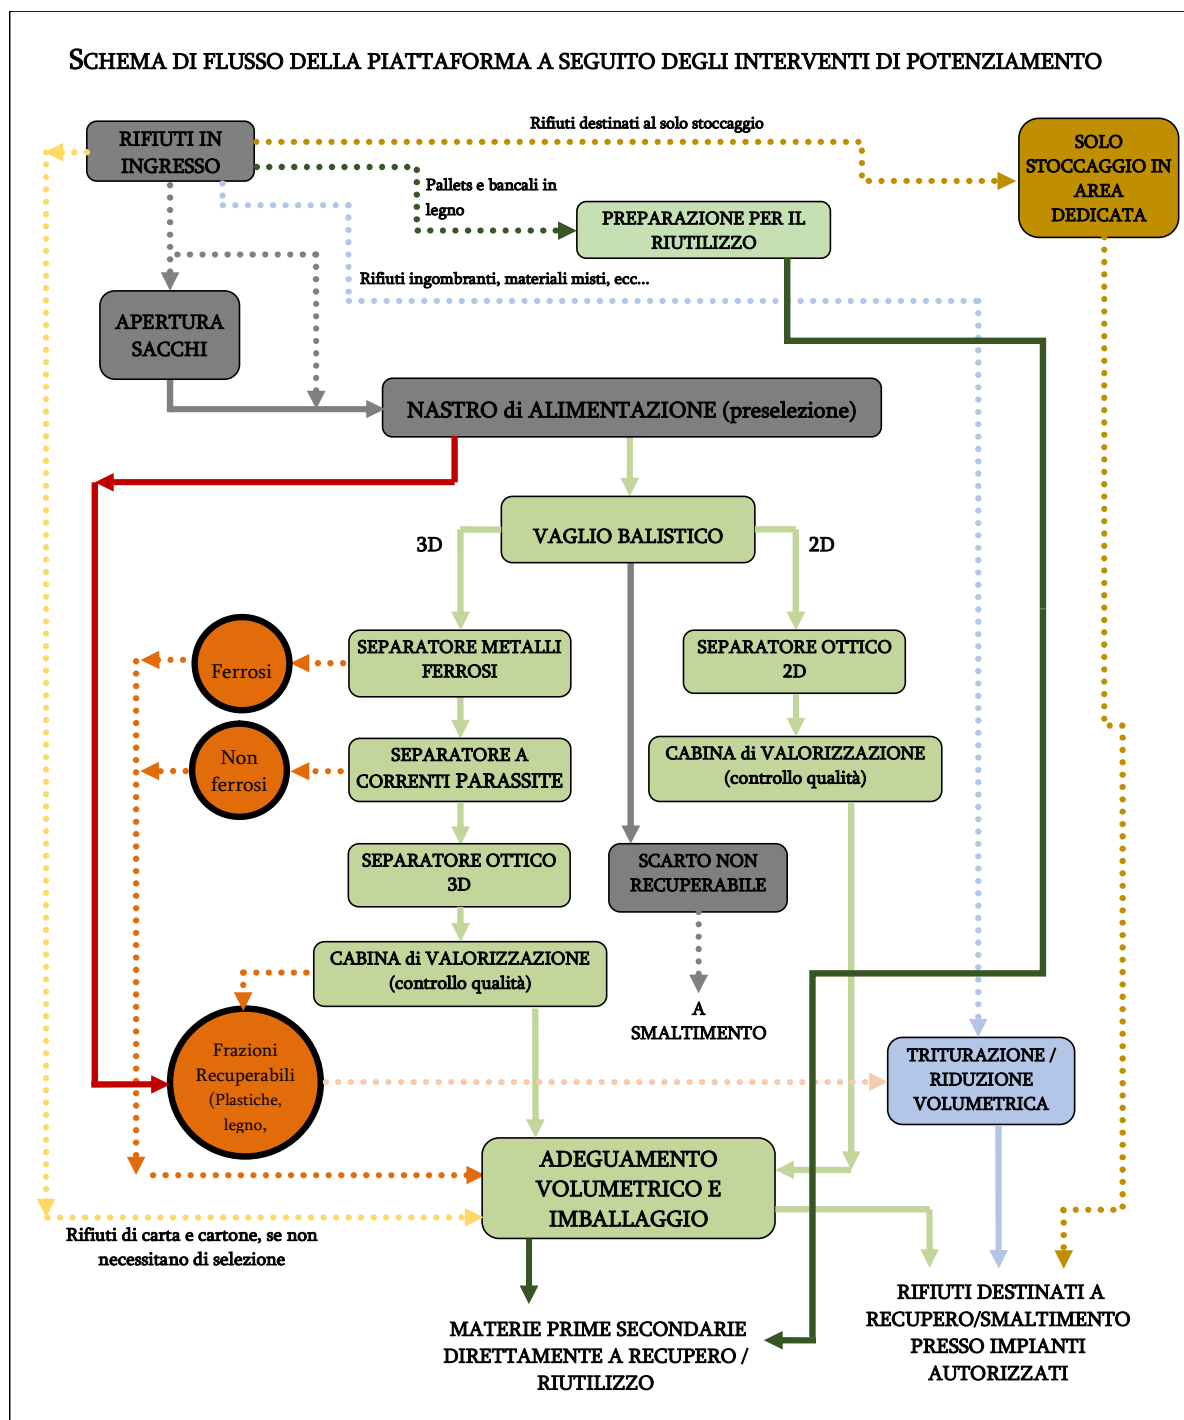 SCHEMA DI FLUSSO DELLA PIATTAFORMA A SEGUITO DEGLI INTERVENTI DI POTENZIAMENTO
RIFIUTI IN
INGRESSO
Rifiuti destinati al solo stoccaggio
SOLO
STOCCAGGIO IN
AREA
DEDICATA
Pallets e bancali in
legno
PREPARAZIONE PER IL
RIUTILIZZO
Rifiuti ingombranti, materiali misti, ecc...
APERTURA
SACCHI
NASTRO di ALIMENTAZIONE (preselezione)
VAGLIO BALISTICO
3D
2D
SEPARATORE METALLI
FERROSI
SEPARATORE OTTICO
2D
Ferrosi
Non
ferrosi
SEPARATORE A
CORRENTI PARASSITE
CABINA di VALORIZZAZIONE
(controllo qualità)
SEPARATORE OTTICO
3D
SCARTO NON
RECUPERABILE
CABINA di VALORIZZAZIONE
(controllo qualità)
A
SMALTIMENTO
Frazioni
Recuperabili
(Plastiche,
legno,
TRITURAZIONE /
RIDUZIONE
VOLUMETRICA
ADEGUAMENTO
VOLUMETRICO E
IMBALLAGGIO
Rifiuti di carta e cartone, se non
necessitano di selezione
RIFIUTI DESTINATI A
RECUPERO/SMALTIMENTO
PRESSO IMPIANTI
AUTORIZZATI
MATERIE PRIME SECONDARIE
DIRETTAMENTE A RECUPERO /
RIUTILIZZO